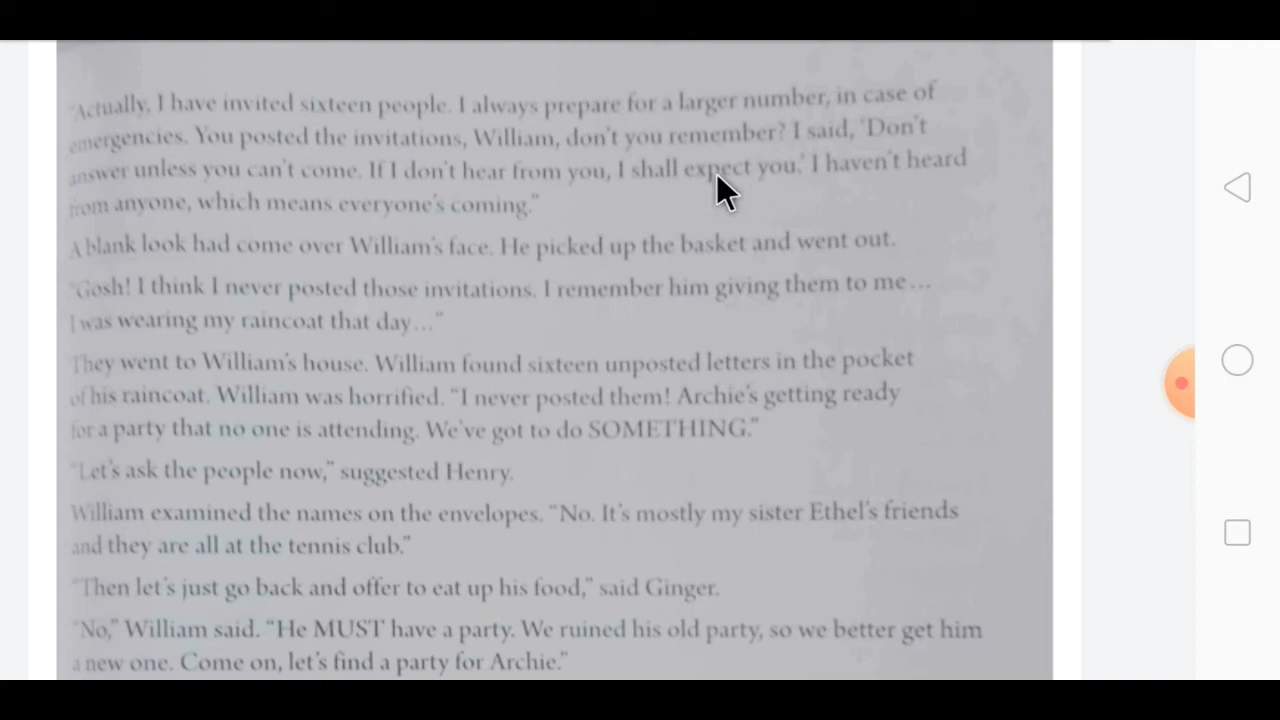 "Actually, I have invited sixteen people. I always prepare for a larger number, in case of
emergencies. You posted the invitations, William, don't you remember? I said, 'Don't
answer unless you can't come. If I don't hear from you, I shall expect you.' I haven't heard
from anyone, which means everyone's coming."
A blank look had come over William's face. He picked up the basket and went out.
"Gosh! I think I never posted those invitations. I remember him giving them to me...
I was wearing my raincoat that day..."
They went to William's house. William found sixteen unposted letters in the pocket
of his raincoat. William was horrified. "I never posted them! Archie's getting ready
for a party that no one is attending. We've got to do SOMETHING."
"Let's ask the people now," suggested Henry.
William examined the names on the envelopes. "No. It's mostly my sister Ethel's friends
and they are all at the tennis club."
"Then let's just go back and offer to eat up his food," said Ginger.
"No," William said. "He MUST have a party. We ruined his old party, so we better get him
a new one. Come on, let's find a party for Archie."